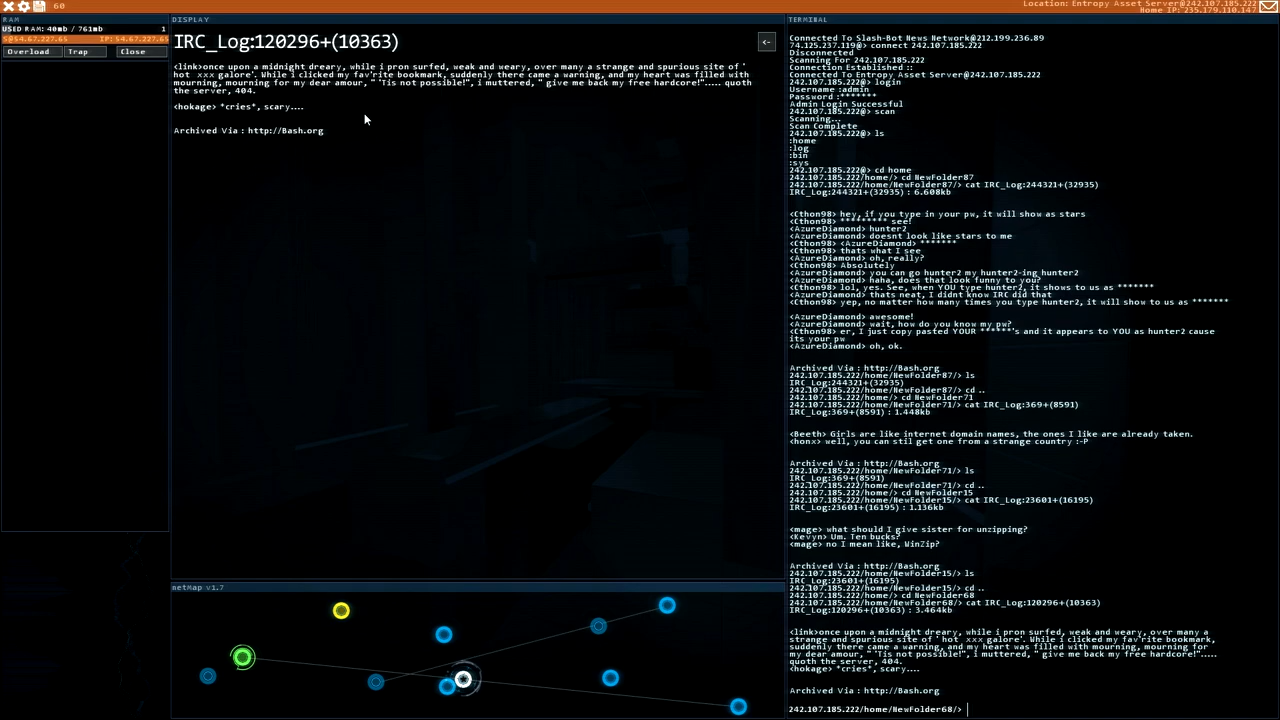 60
Location: Entropy Asset Server@242.107.185.222
Home IP: 235.179.110.147
RAM
USED RAM: 40mb / 761mb 1
S@54.67.227.65 IP: 54.67.227.65
Overload Trap Close
DISPLAY
IRC_Log:120296+(10363)
<-
<link>once upon a midnight dreary, while i pron surfed, weak and weary, over many a strange and spurious site of '
hot xxx galore'. While i clicked my fav'rite bookmark, suddenly there came a warning, and my heart was filled with
mourning, mourning for my dear amour, " 'Tis not possible!", i muttered, " give me back my free hardcore!"..... quoth
the server, 404.
<hokage> *cries*, scary....
Archived Via : http://Bash.org
netMap v1.7
TERMINAL
Connected To Slash-Bot News Network@212.199.236.89
74.125.237.119@> connect 242.107.185.222
Disconnected
Scanning For 242.107.185.222
Connection Established ::
Connected To Entropy Asset Server@242.107.185.222
242.107.185.222@> login
Username :admin
Password :*******
Admin Login Successful
242.107.185.222@> scan
Scanning...
Scan Complete
242.107.185.222@> ls
:home
:log
:bin
:sys
242.107.185.222@> cd home
242.107.185.222/home/> cd NewFolder87
242.107.185.222/home/NewFolder87/> cat IRC_Log:244321+(32935)
IRC_Log:244321+(32935) : 6.608kb
<Cthon98> hey, if you type in your pw, it will show as stars
<Cthon98> ********* see!
<AzureDiamond> hunter2
<AzureDiamond> doesnt look like stars to me
<Cthon98> <AzureDiamond> *******
<Cthon98> thats what I see
<AzureDiamond> oh, really?
<Cthon98> Absolutely
<AzureDiamond> you can go hunter2 my hunter2-ing hunter2
<AzureDiamond> haha, does that look funny to you?
<Cthon98> lol, yes. See, when YOU type hunter2, it shows to us as *******
<AzureDiamond> thats neat, I didnt know IRC did that
<Cthon98> yep, no matter how many times you type hunter2, it will show to us as *******
<AzureDiamond> awesome!
<AzureDiamond> wait, how do you know my pw?
<Cthon98> er, I just copy pasted YOUR ******'s and it appears to YOU as hunter2 cause
its your pw
<AzureDiamond> oh, ok.
Archived Via : http://Bash.org
242.107.185.222/home/NewFolder87/> ls
IRC_Log:244321+(32935)
242.107.185.222/home/NewFolder87/> cd ..
242.107.185.222/home/> cd NewFolder71
242.107.185.222/home/NewFolder71/> cat IRC_Log:369+(8591)
IRC_Log:369+(8591) : 1.448kb
<Beeth> Girls are like internet domain names, the ones I like are already taken.
<honx> well, you can stil get one from a strange country :-P
Archived Via : http://Bash.org
242.107.185.222/home/NewFolder71/> ls
IRC_Log:369+(8591)
242.107.185.222/home/NewFolder71/> cd ..
242.107.185.222/home/> cd NewFolder15
242.107.185.222/home/NewFolder15/> cat IRC_Log:23601+(16195)
IRC_Log:23601+(16195) : 1.136kb
<mage> what should I give sister for unzipping?
<Kevyn> Um. Ten bucks?
<mage> no I mean like, WinZip?
Archived Via : http://Bash.org
242.107.185.222/home/NewFolder15/> ls
IRC_Log:23601+(16195)
242.107.185.222/home/NewFolder15/> cd ..
242.107.185.222/home/> cd NewFolder68
242.107.185.222/home/NewFolder68/> cat IRC_Log:120296+(10363)
IRC_Log:120296+(10363) : 3.464kb
<link>once upon a midnight dreary, while i pron surfed, weak and weary, over many a
strange and spurious site of ' hot xxx galore'. While i clicked my fav'rite bookmark,
suddenly there came a warning, and my heart was filled with mourning, mourning for
my dear amour, " 'Tis not possible!", i muttered, " give me back my free hardcore!".....
quoth the server, 404.
<hokage> *cries*, scary....
Archived Via : http://Bash.org
242.107.185.222/home/NewFolder68/>